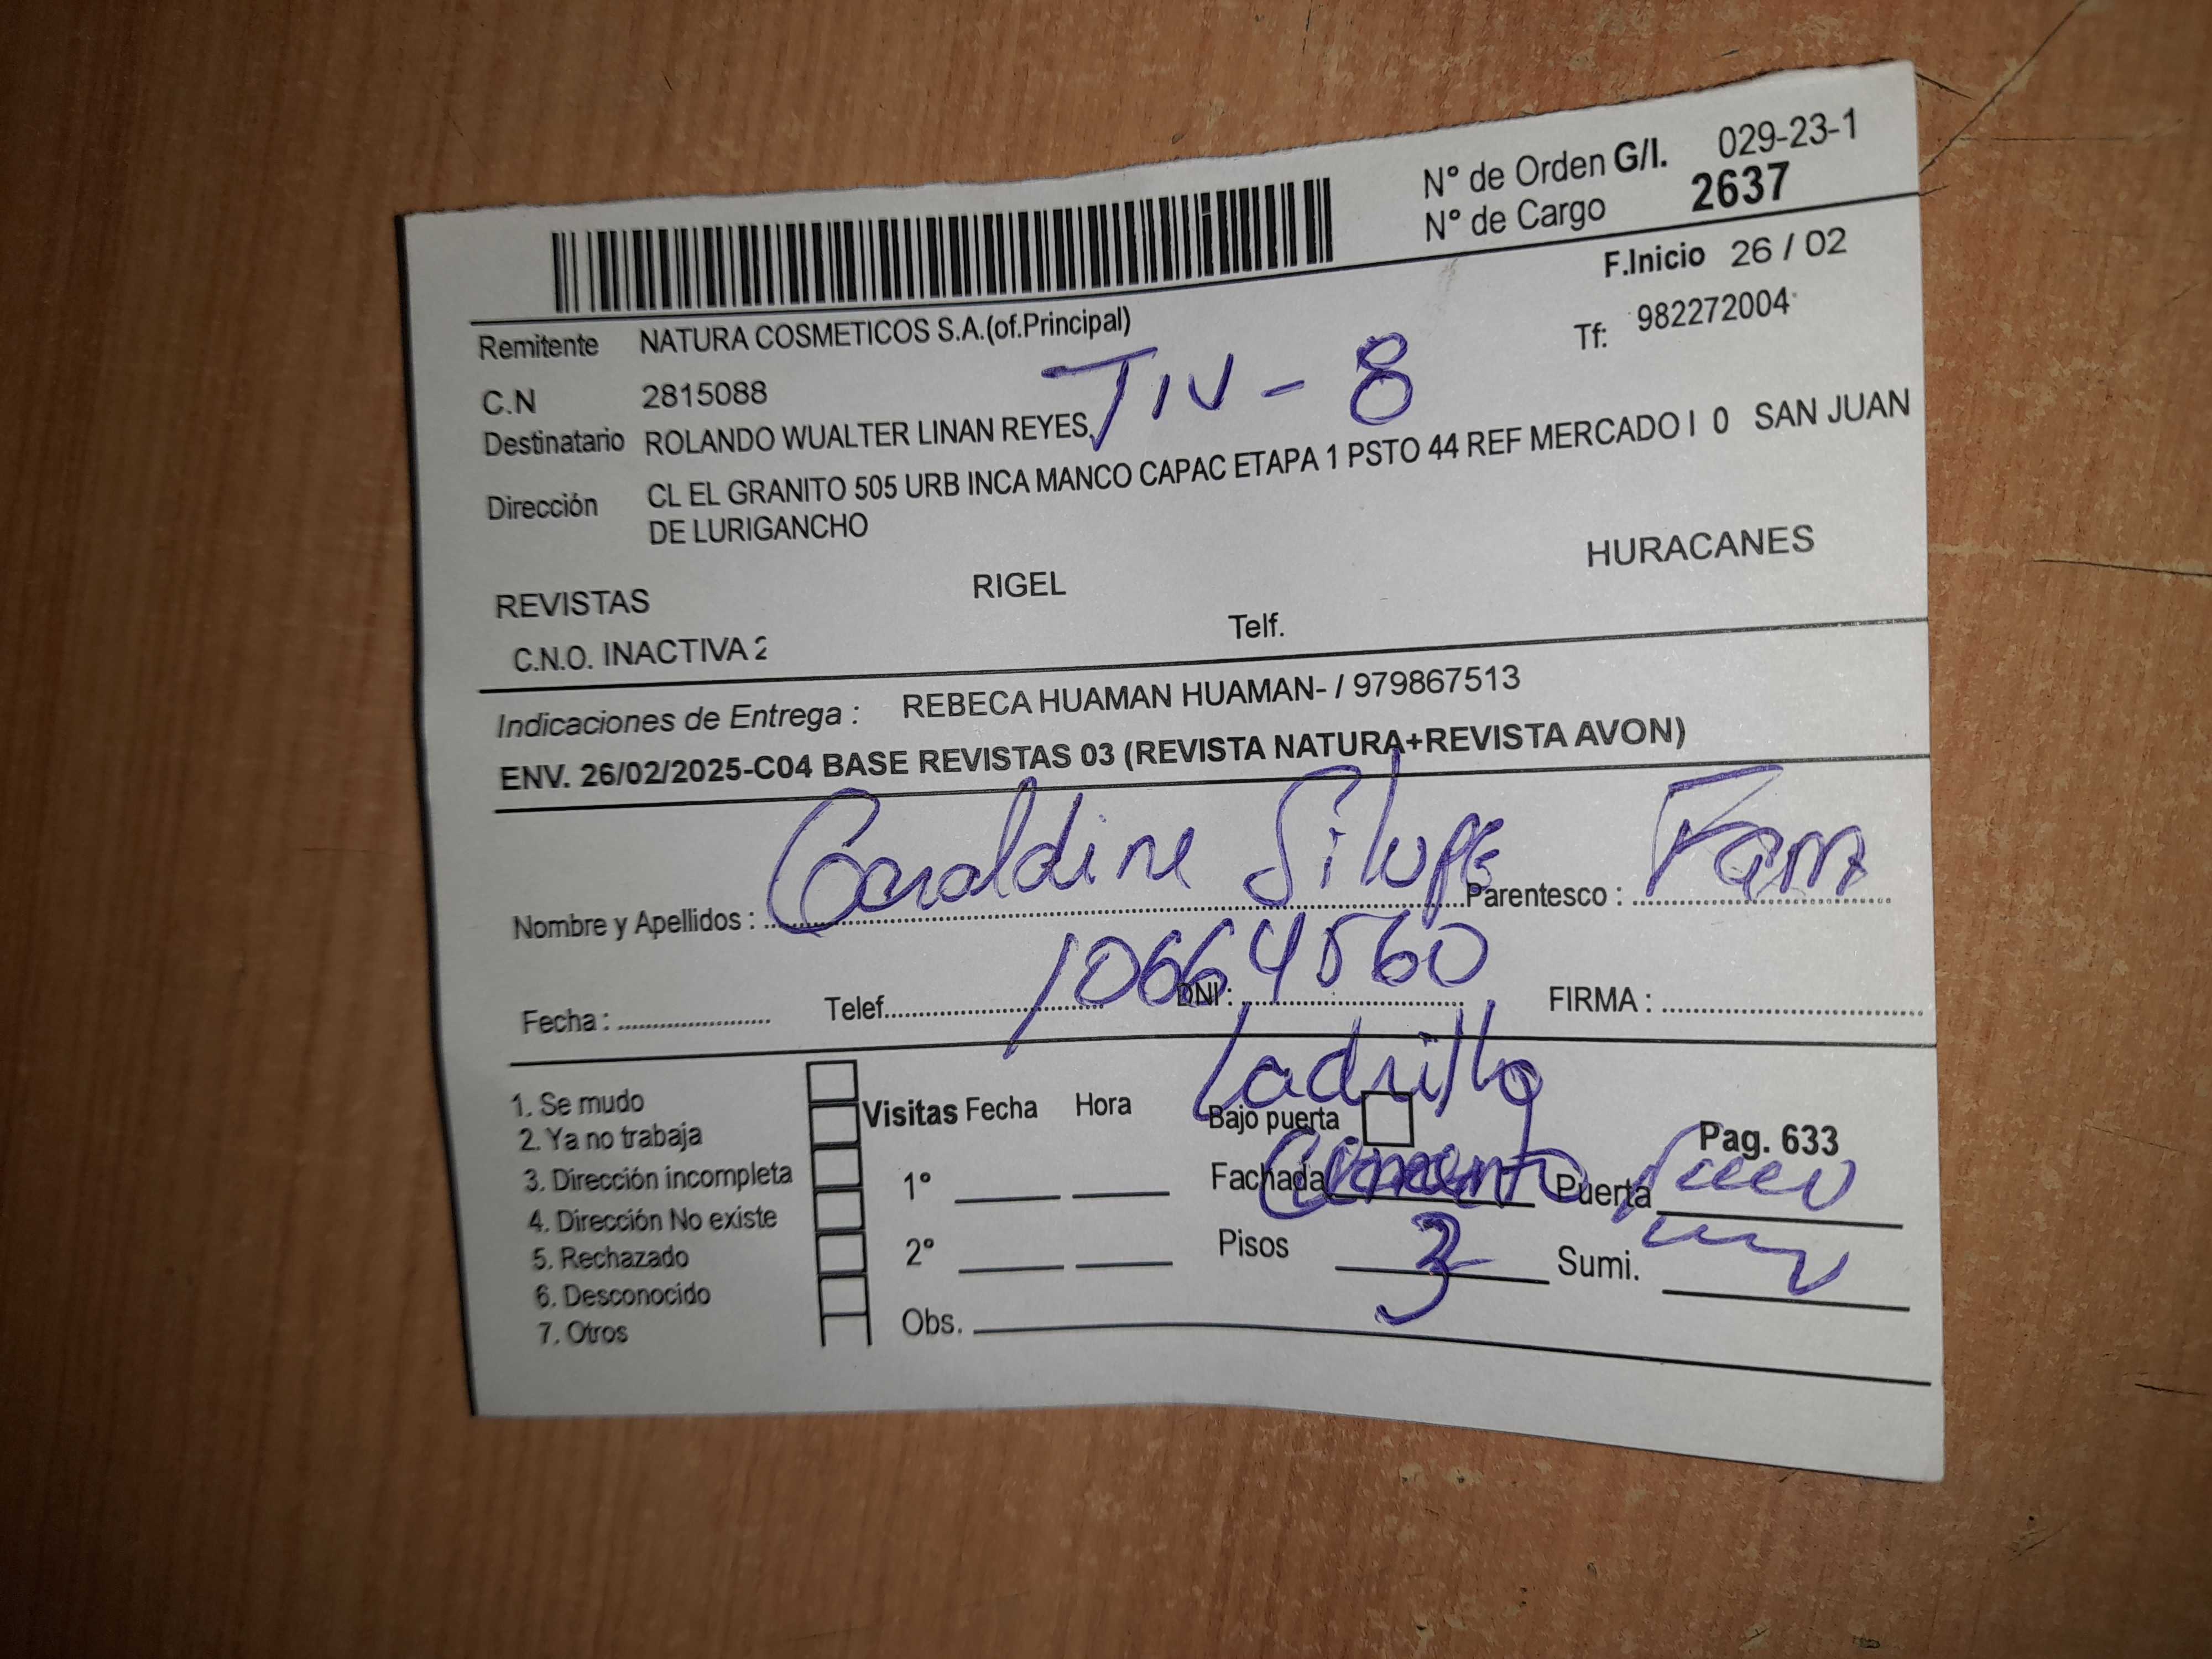 N° de Orden G/I. 029-23-1
N° de Cargo 2637
F.Inicio 26 / 02
Remitente NATURA COSMETICOS S.A.(of.Principal)
Tf: 982272004
C.N 2815088
TIV - 8
Destinatario ROLANDO WUALTER LINAN REYES
Dirección CL EL GRANITO 505 URB INCA MANCO CAPAC ETAPA 1 PSTO 44 REF MERCADO I 0 SAN JUAN
DE LURIGANCHO
REVISTAS RIGEL HURACANES
C.N.O. INACTIVA 2 Telf.
Indicaciones de Entrega : REBECA HUAMAN HUAMAN- / 979867513
ENV. 26/02/2025-C04 BASE REVISTAS 03 (REVISTA NATURA+REVISTA AVON)
Nombre y Apellidos : Geraldine Silupe Parentesco : Fam
Fecha : Telef. DNI : 10664560 FIRMA :
Ladrillo
1. Se mudo
2. Ya no trabaja
3. Dirección incompleta
4. Dirección No existe
5. Rechazado
6. Desconocido
7. Otros
Visitas Fecha Hora
1°
2°
Obs.
Bajo puerta Pag. 633
Fachada Puerta
Pisos 3 Sumi.